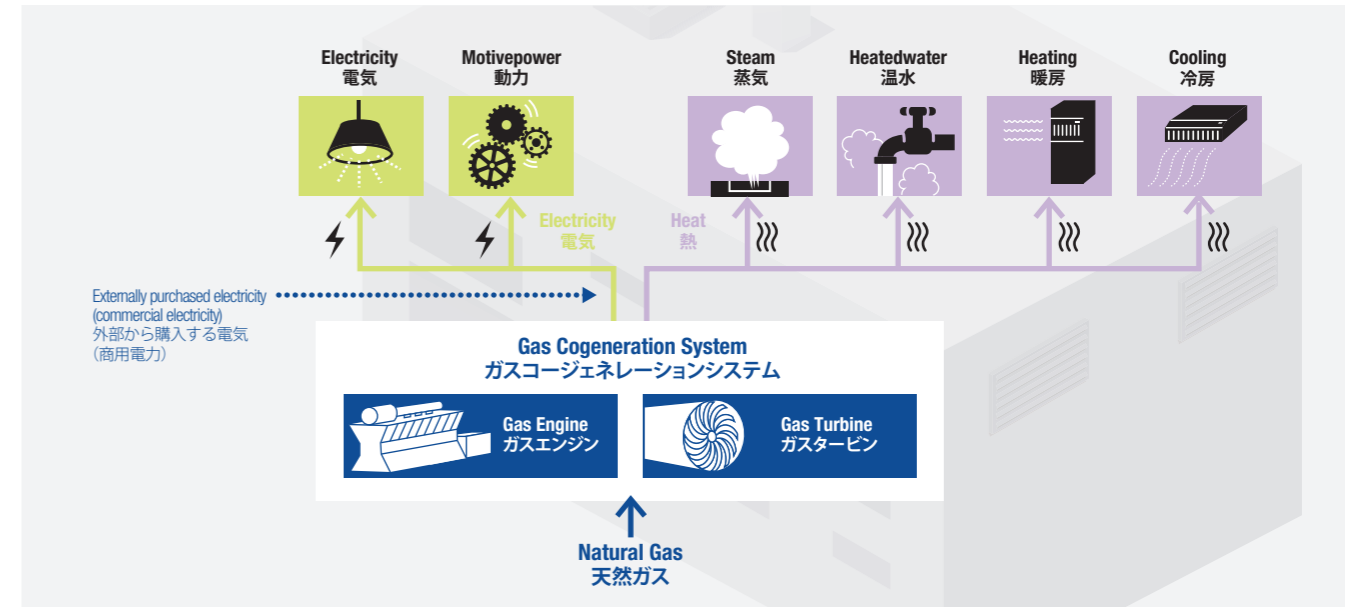 Electricity
電気
Motivepower
動力
Steam
蒸気
Heatedwater
温水
Heating
暖房
Cooling
冷房
Electricity
電気
Heat
熱
Externally purchased electricity
(commercial electricity)
外部から購入する電気
（商用電力）
Gas Cogeneration System
ガスコージェネレーションシステム
Gas Engine
ガスエンジン
Gas Turbine
ガスタービン
Natural Gas
天然ガス